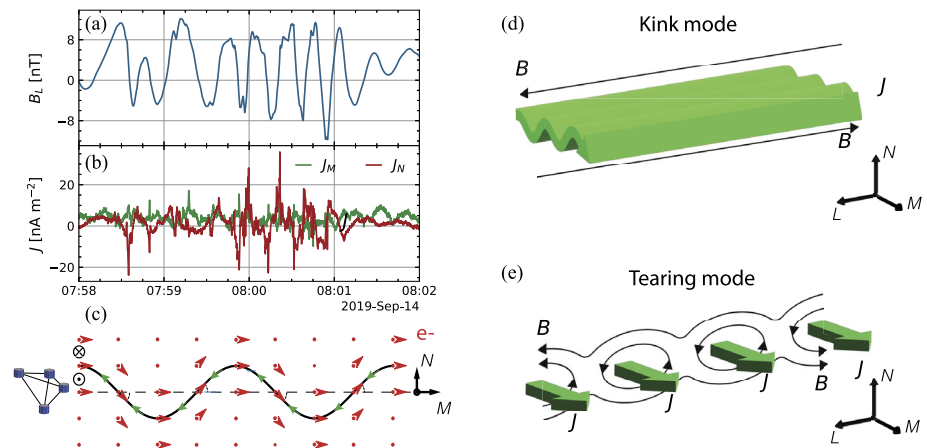 (a)
B_L [nT]
8
0
−8
(b)
J_M
J_N
J [nA m⁻²]
20
0
−20
J
07:58
07:59
08:00
08:01
08:02
2019-Sep-14
(c)
e-
N
M
(d)
Kink mode
B
J
B
N
L
M
(e)
Tearing mode
B
J
B
J
J
J
N
L
M